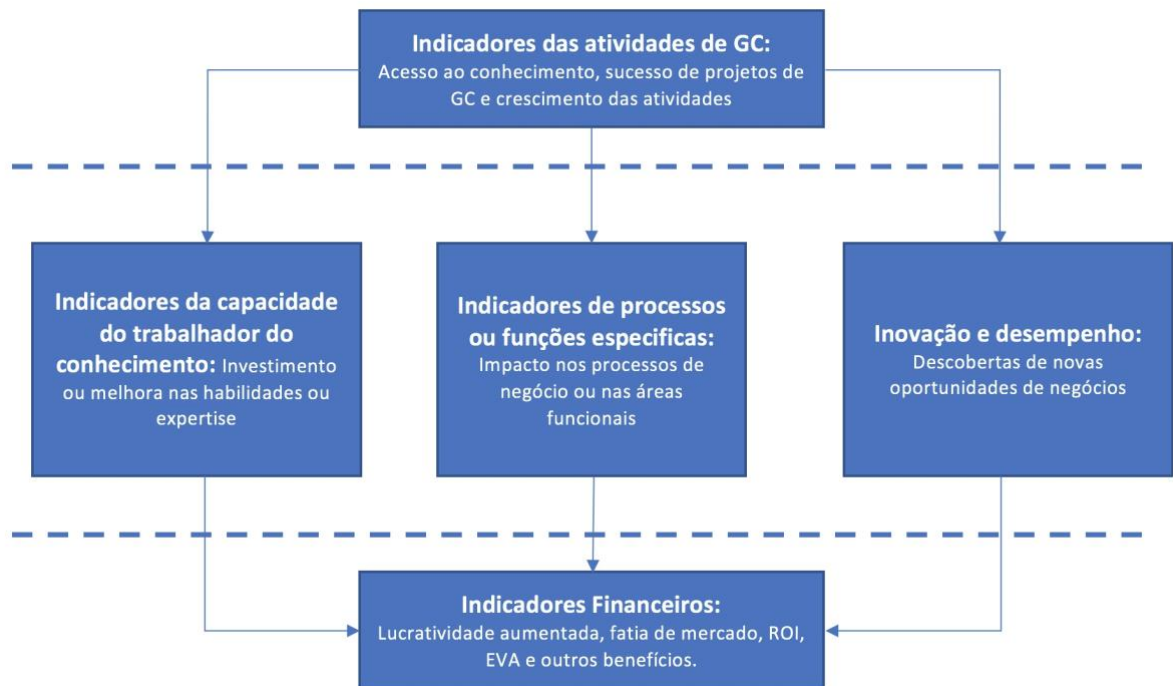 Indicadores das atividades de GC:
Acesso ao conhecimento, sucesso de projetos de
GC e crescimento das atividades
Indicadores da capacidade
do trabalhador do
conhecimento: Investimento
ou melhora nas habilidades ou
expertise
Indicadores de processos
ou funções especificas:
Impacto nos processos de
negócio ou nas áreas
funcionais
Inovação e desempenho:
Descobertas de novas
oportunidades de negócios
Indicadores Financeiros:
Lucratividade aumentada, fatia de mercado, ROI,
EVA e outros benefícios.